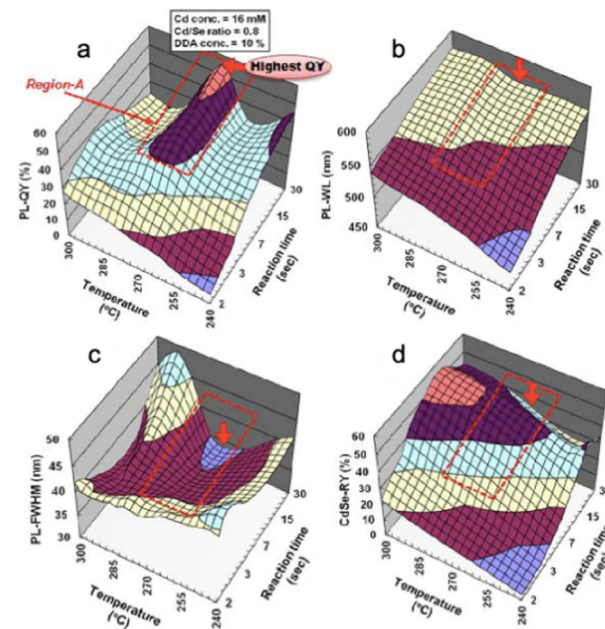 Cd conc. = 16 mM
Cd/Se ratio = 0.8
DDA conc. = 10 %
a
Highest QY
Region-A
PL-QY (%)
60
50
40
30
20
10
0
300
285
270
255
240
Temperature
(°C)
2
3
7
15
30
Reaction time
(sec)
b
PL-WL (nm)
600
550
500
450
300
285
270
255
240
Temperature
(°C)
2
3
7
15
30
Reaction time
(sec)
c
PL-FWHM (nm)
50
45
40
35
30
300
285
270
255
240
Temperature
(°C)
2
3
7
15
30
Reaction time
(sec)
d
CdSe-RY (%)
60
50
40
30
20
10
0
300
285
270
255
240
Temperature
(°C)
2
3
7
15
30
Reaction time
(sec)